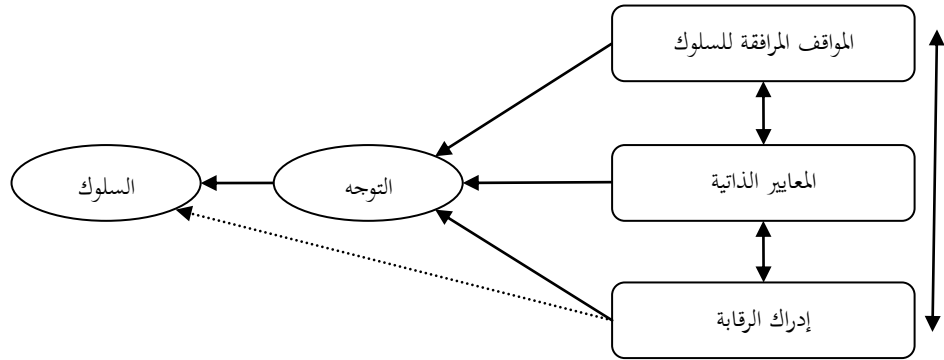 المواقف المرافقة للسلوك
المعايير الذاتية
التوجه
السلوك
إدراك الرقابة